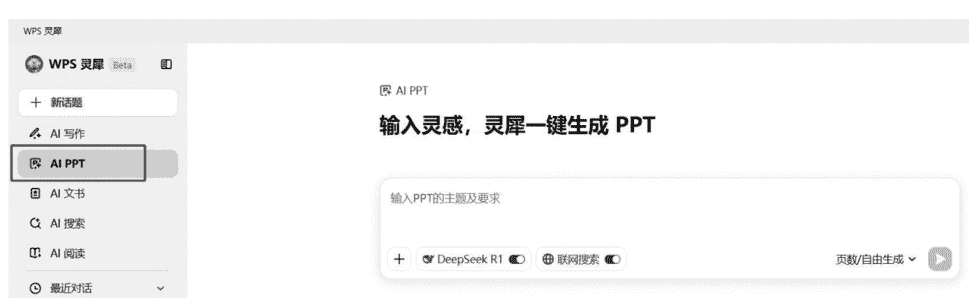 WPS 灵犀
WPS 灵犀 Beta
新话题
AI 写作
AI PPT
AI 文书
AI 搜索
AI 阅读
最近对话
AI PPT
输入灵感，灵犀一键生成 PPT
输入PPT的主题及要求
DeepSeek R1 联网搜索 页数/自由生成